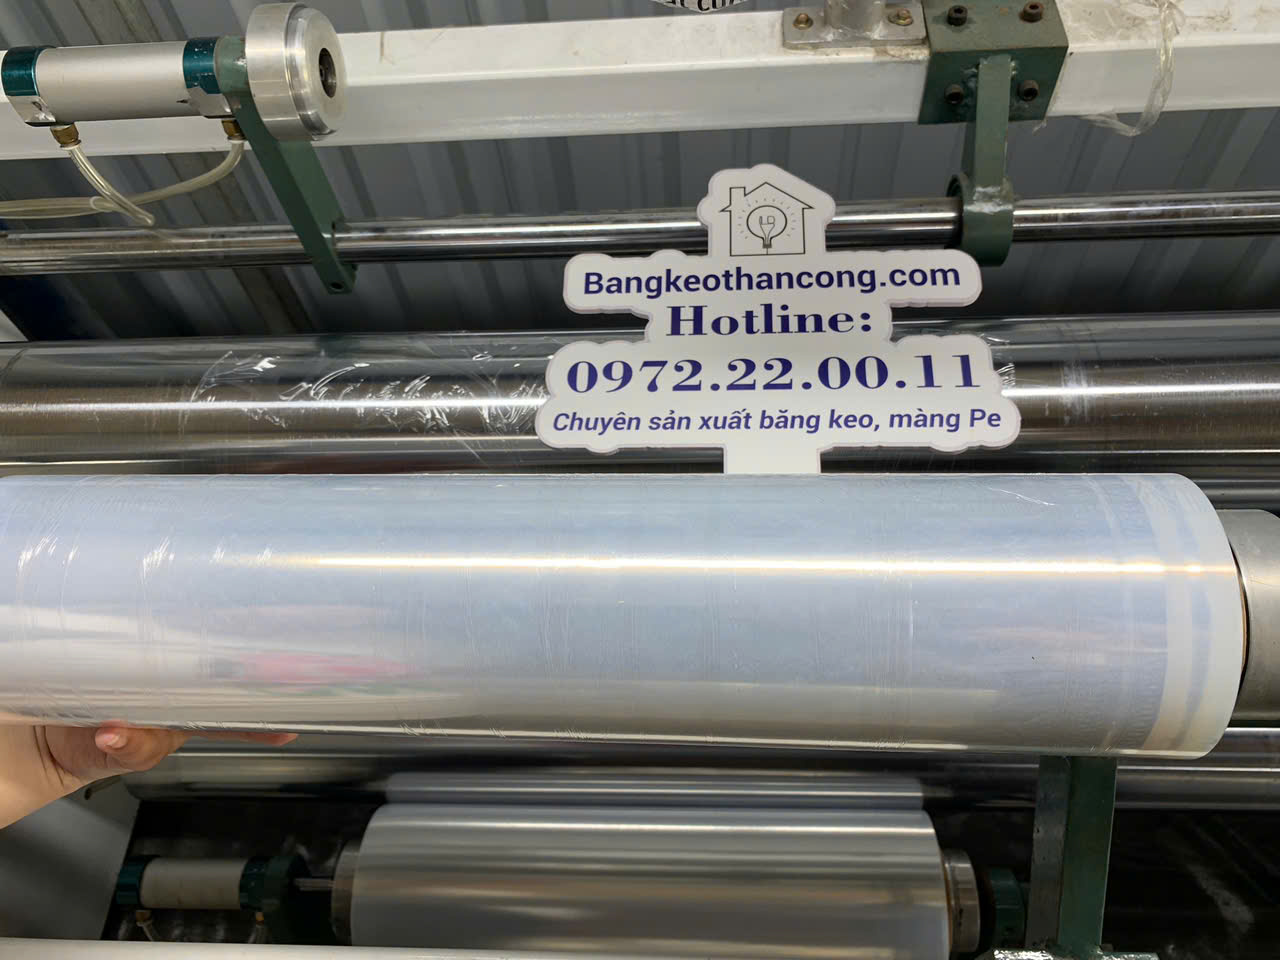 Bangkeothancong.com
Hotline:
0972.22.00.11
Chuyên sản xuất băng keo, màng Pe